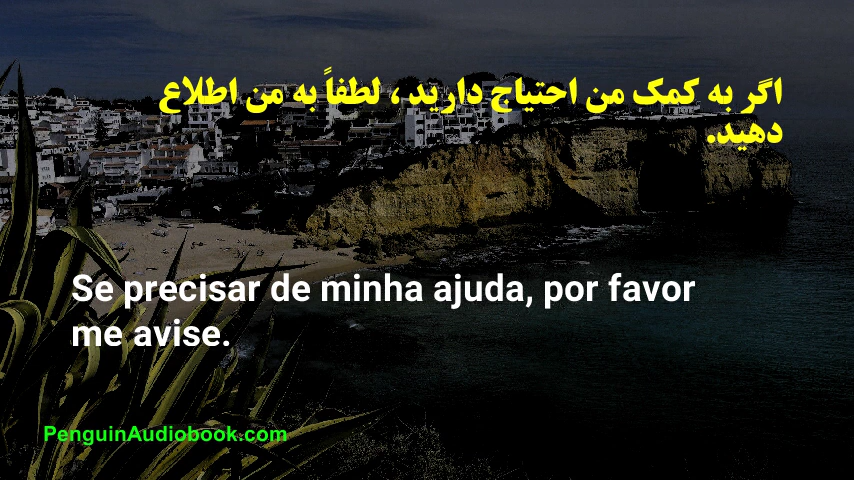 اگر به کمک من احتیاج دارید ، لطفاً به من اطلاع
دهید.
Se precisar de minha ajuda, por favor
me avise.
PenguinAudiobook.com